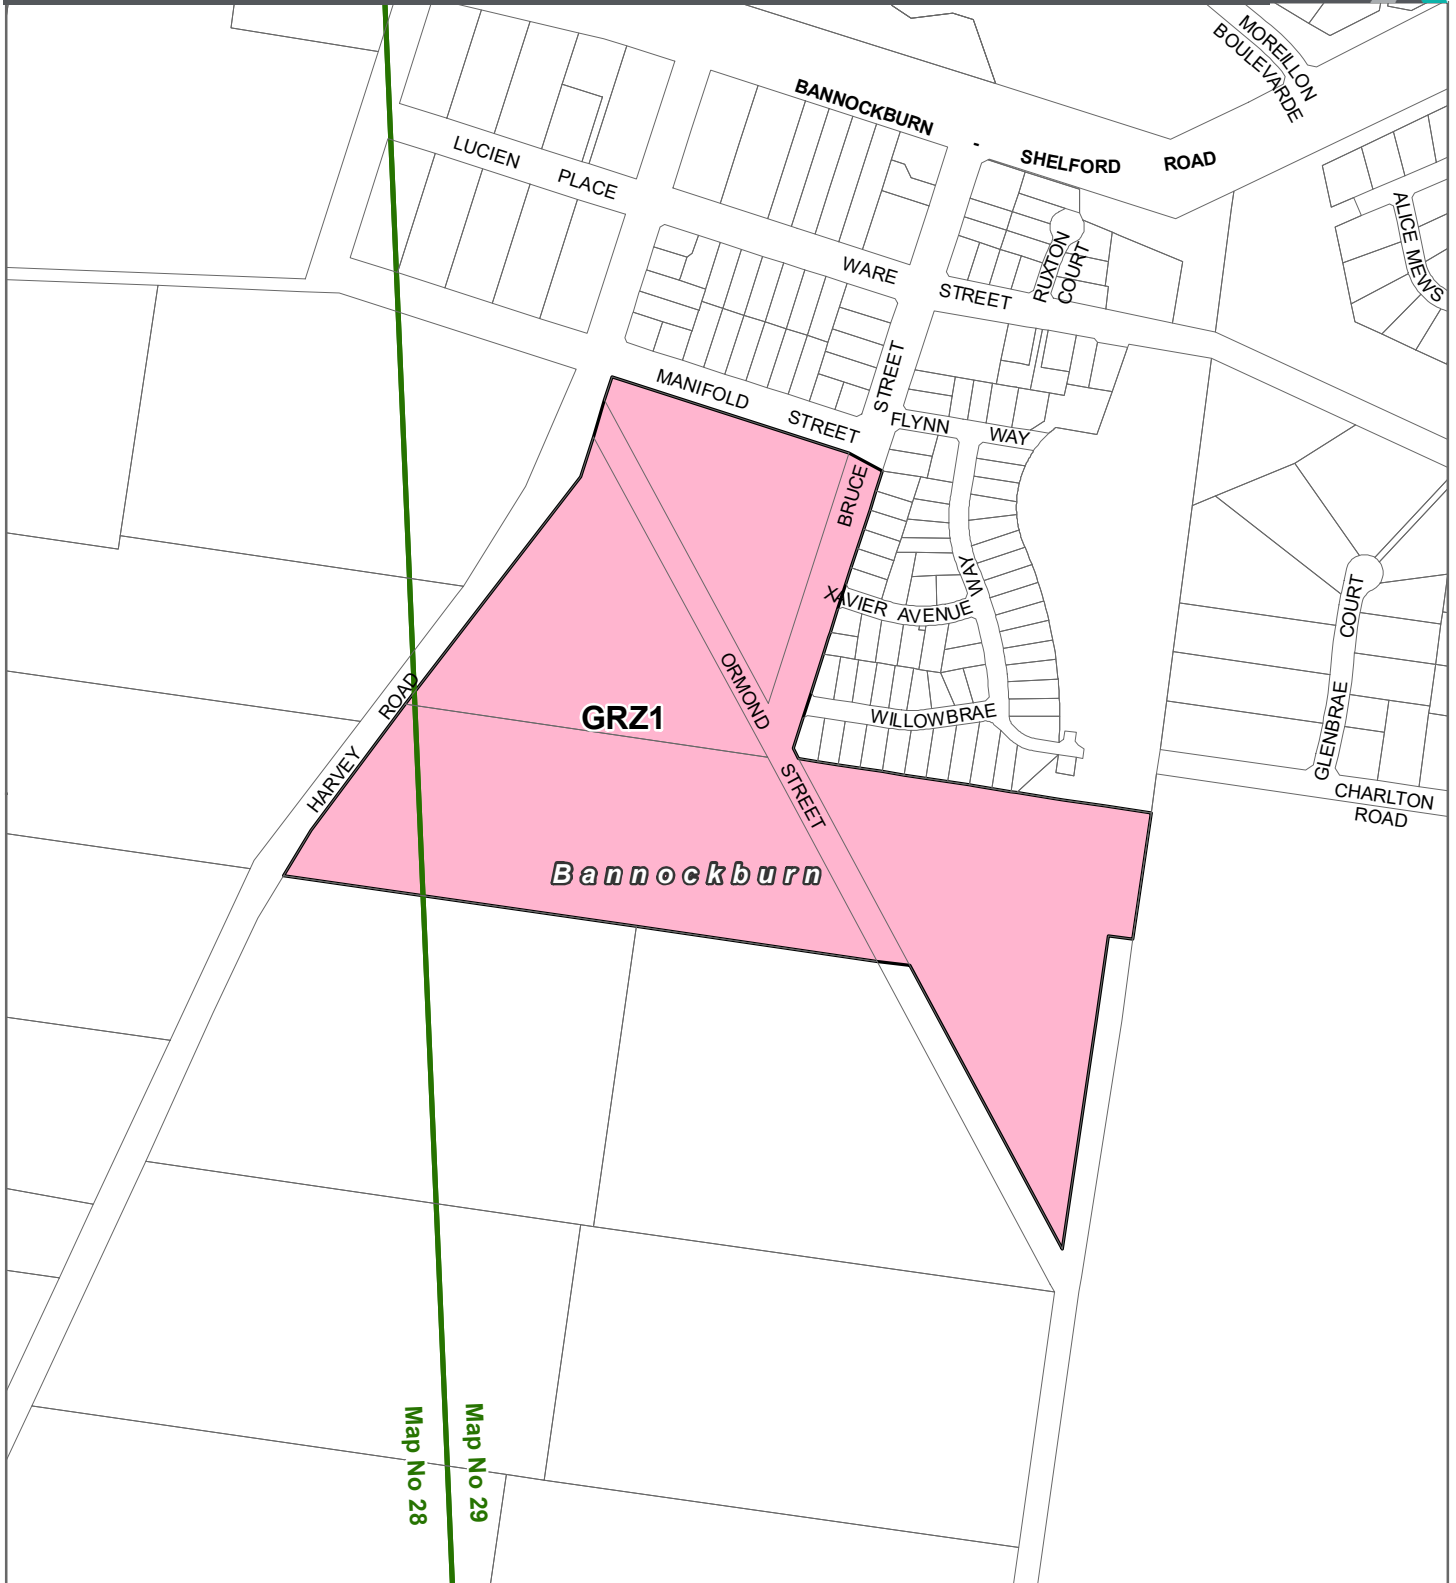 MOREILLON
BOULEVARDE
BANNOCKBURN - SHELFORD ROAD
LUCIEN PLACE
ALICE MEWS
RUXTON
COURT
WARE STREET
BRUCE STREET
MANIFOLD STREET
FLYNN WAY
XAVIER AVENUE
WILLOWBRAE WAY
ORMOND STREET
GLENBRAE COURT
CHARLTON
ROAD
HARVEY ROAD
GRZ1
Bannockburn
Map No 28
Map No 29